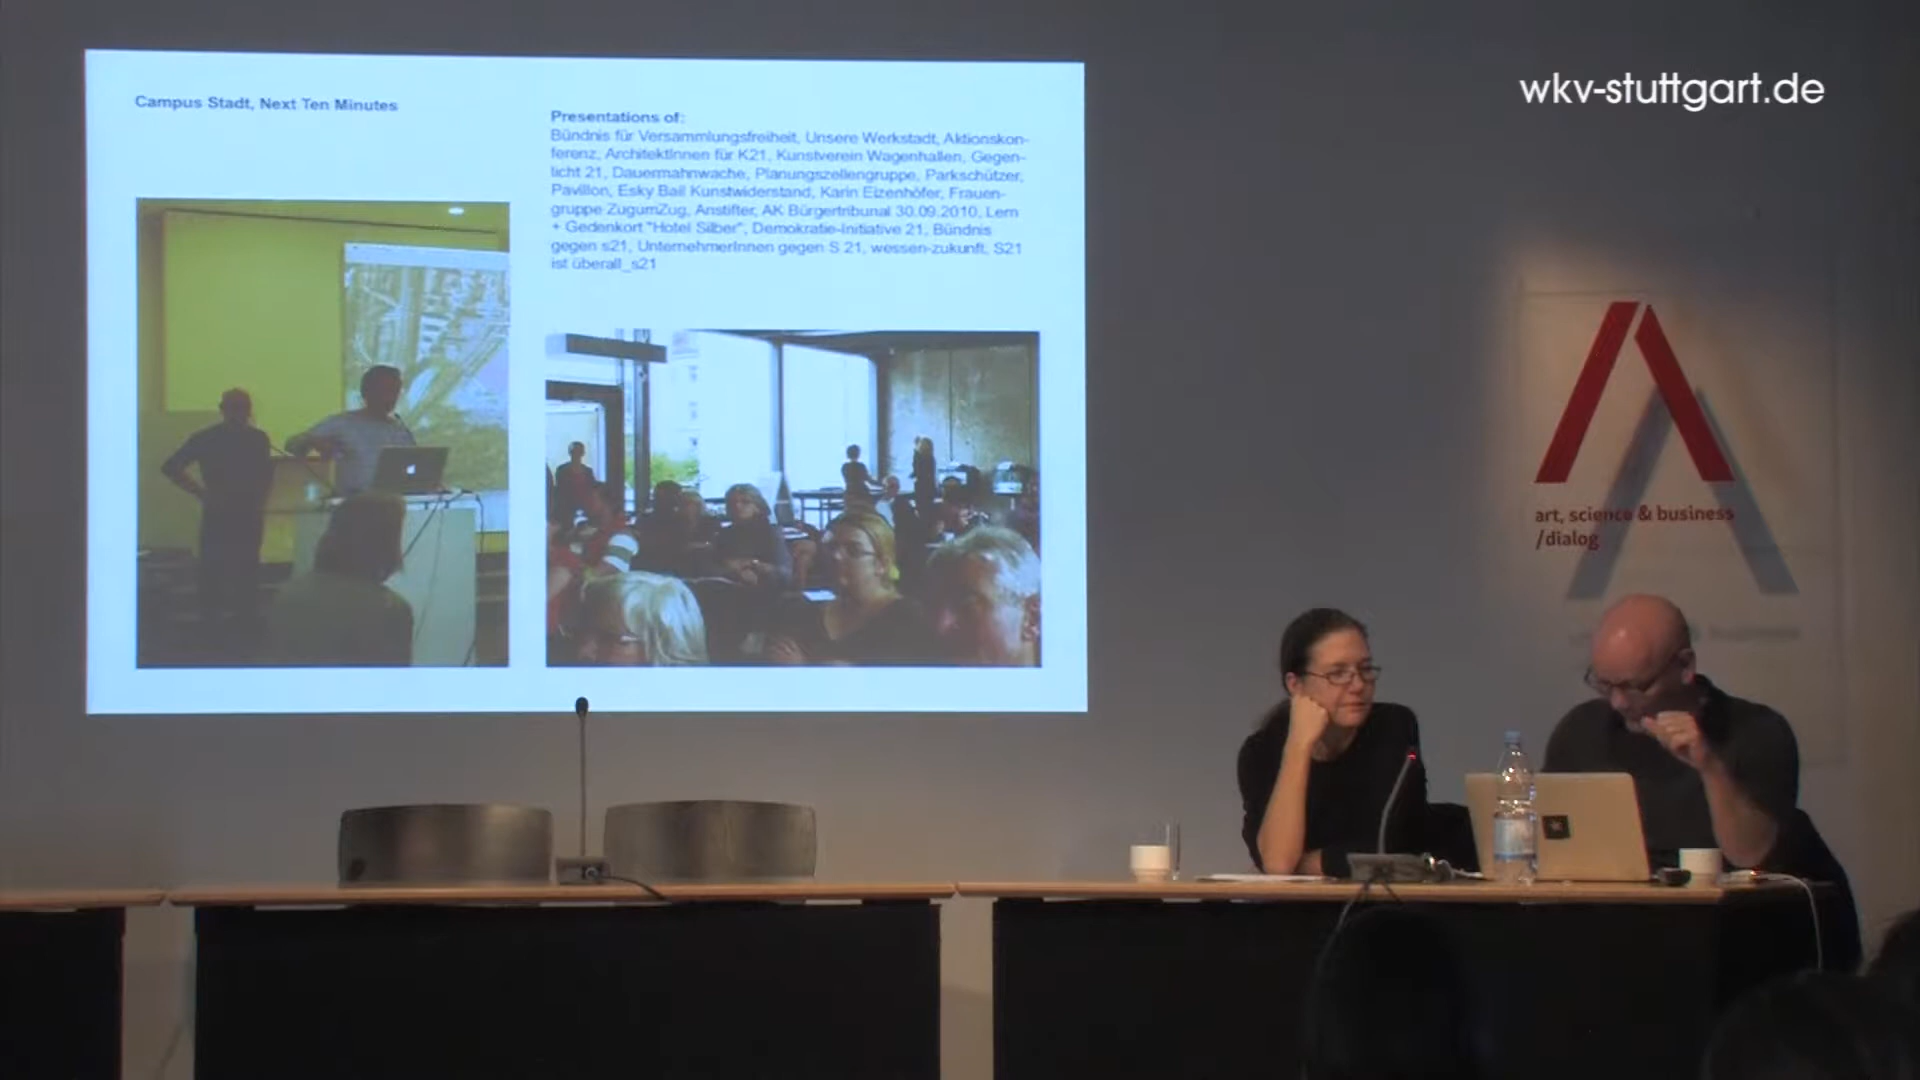 wkv-stuttgart.de
Campus Stadt, Next Ten Minutes
Presentations of:
Bündnis für Versammlungsfreiheit, Unsere Werkstadt, Aktionskon-
ferenz, ArchitektInnen für K21, Kunstverein Wagenhallen, Gegen-
licht 21, Dauermahnwache, Planungszellengruppe, Parkschützer,
Pavillon, Esky Bail Kunstwiderstand, Karin Eizenhöfer, Frauen-
gruppe ZugumZug, Anstifter, AK Bürgertribunal 30.09.2010, Lern
+ Gedenkort "Hotel Silber", Demokratie-Initiative 21, Bündnis
gegen s21, UnternehmerInnen gegen S 21, wessen-zukunft, S21
ist überall_s21
art, science & business
/dialog